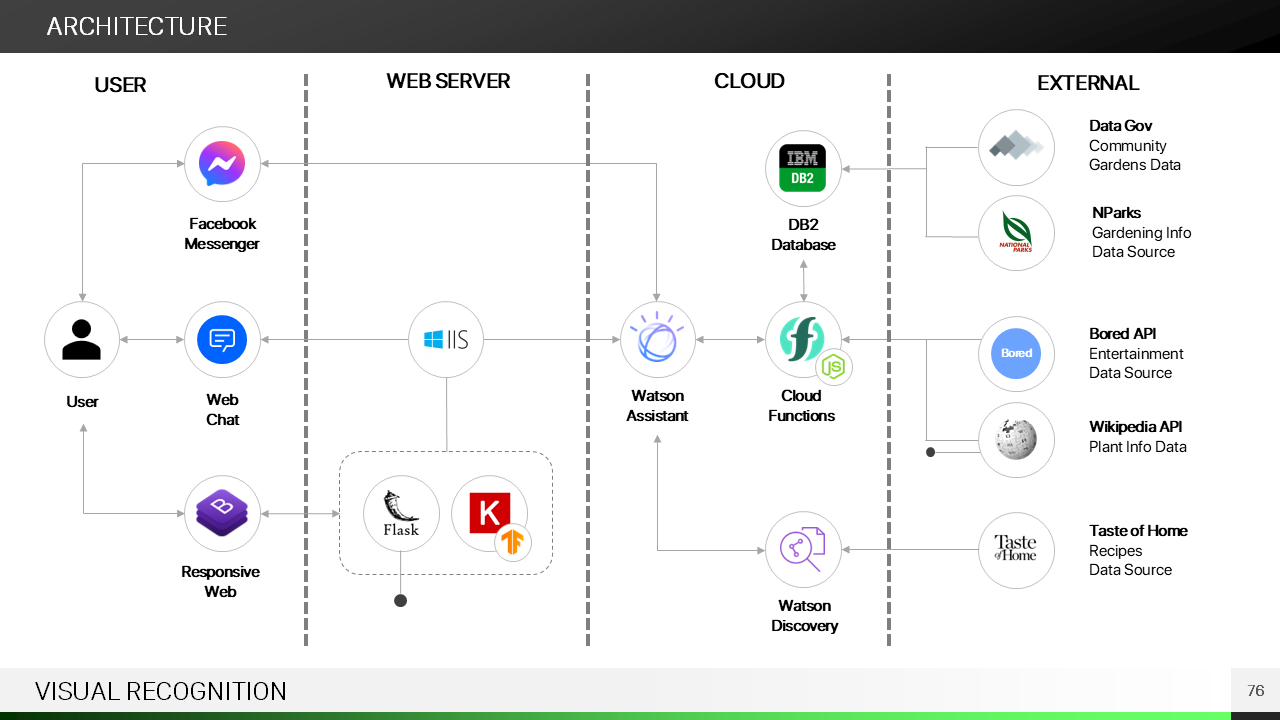 ARCHITECTURE
USER
WEB SERVER
CLOUD
EXTERNAL
Facebook
Messenger
IBM
DB2
DB2
Database
Data Gov
Community
Gardens Data
NATIONAL
PARKS
NParks
Gardening Info
Data Source
User
Web
Chat
IIS
Watson
Assistant
JS
Cloud
Functions
Bored
Bored API
Entertainment
Data Source
Wikipedia API
Plant Info Data
B
Responsive
Web
Flask
K
Watson
Discovery
Taste
of Home
Taste of Home
Recipes
Data Source
VISUAL RECOGNITION
76